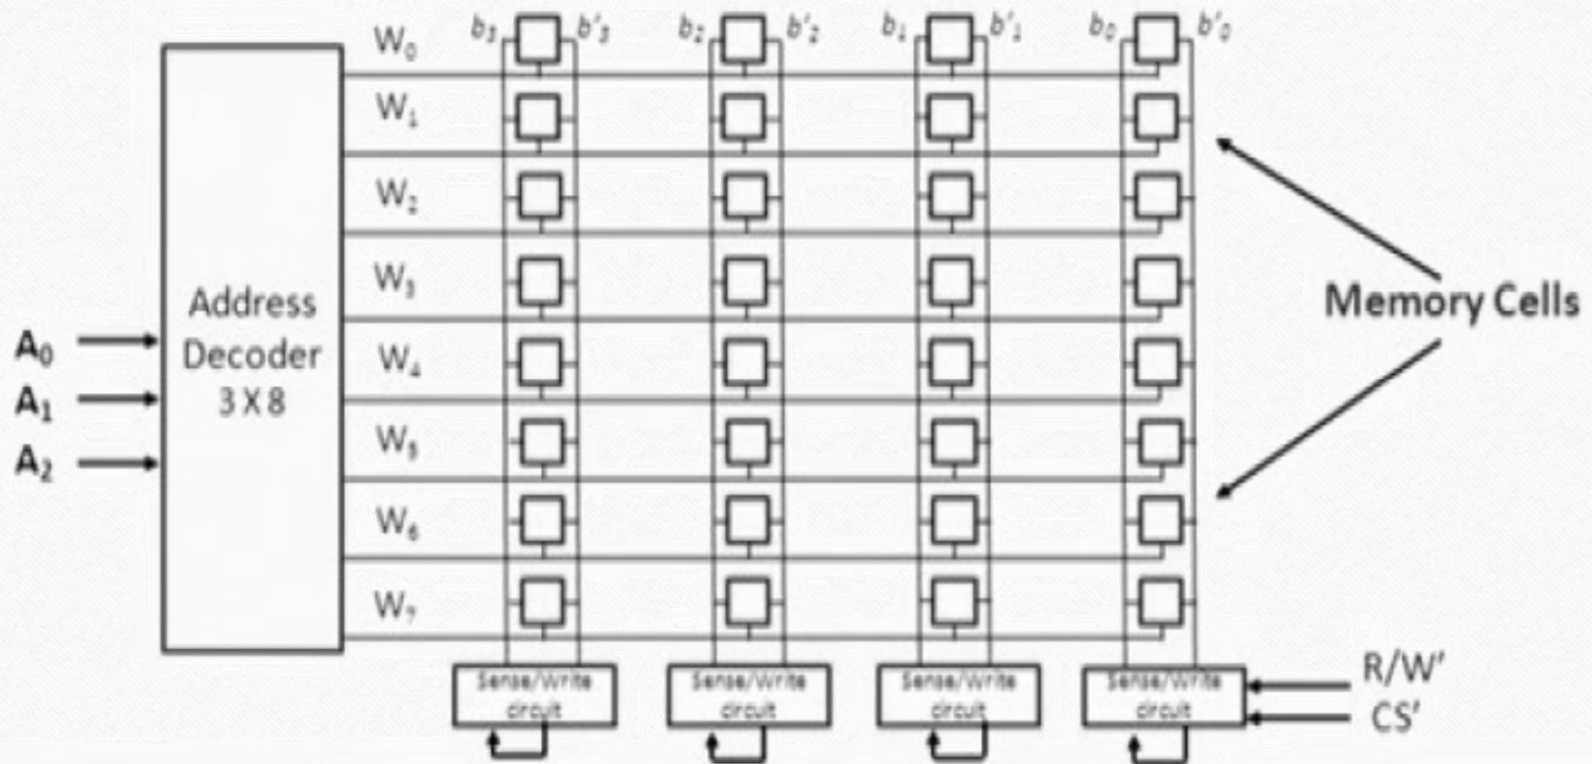 b₃ b'₃ b₂ b'₂ b₁ b'₁ b₀ b'₀
W₀
W₁
W₂
W₃
W₄
W₅
W₆
W₇
Address
Decoder
3 X 8
A₀
A₁
A₂
Memory Cells
Sense/Write
circuit
Sense/Write
circuit
Sense/Write
circuit
Sense/Write
circuit
R/W'
CS'